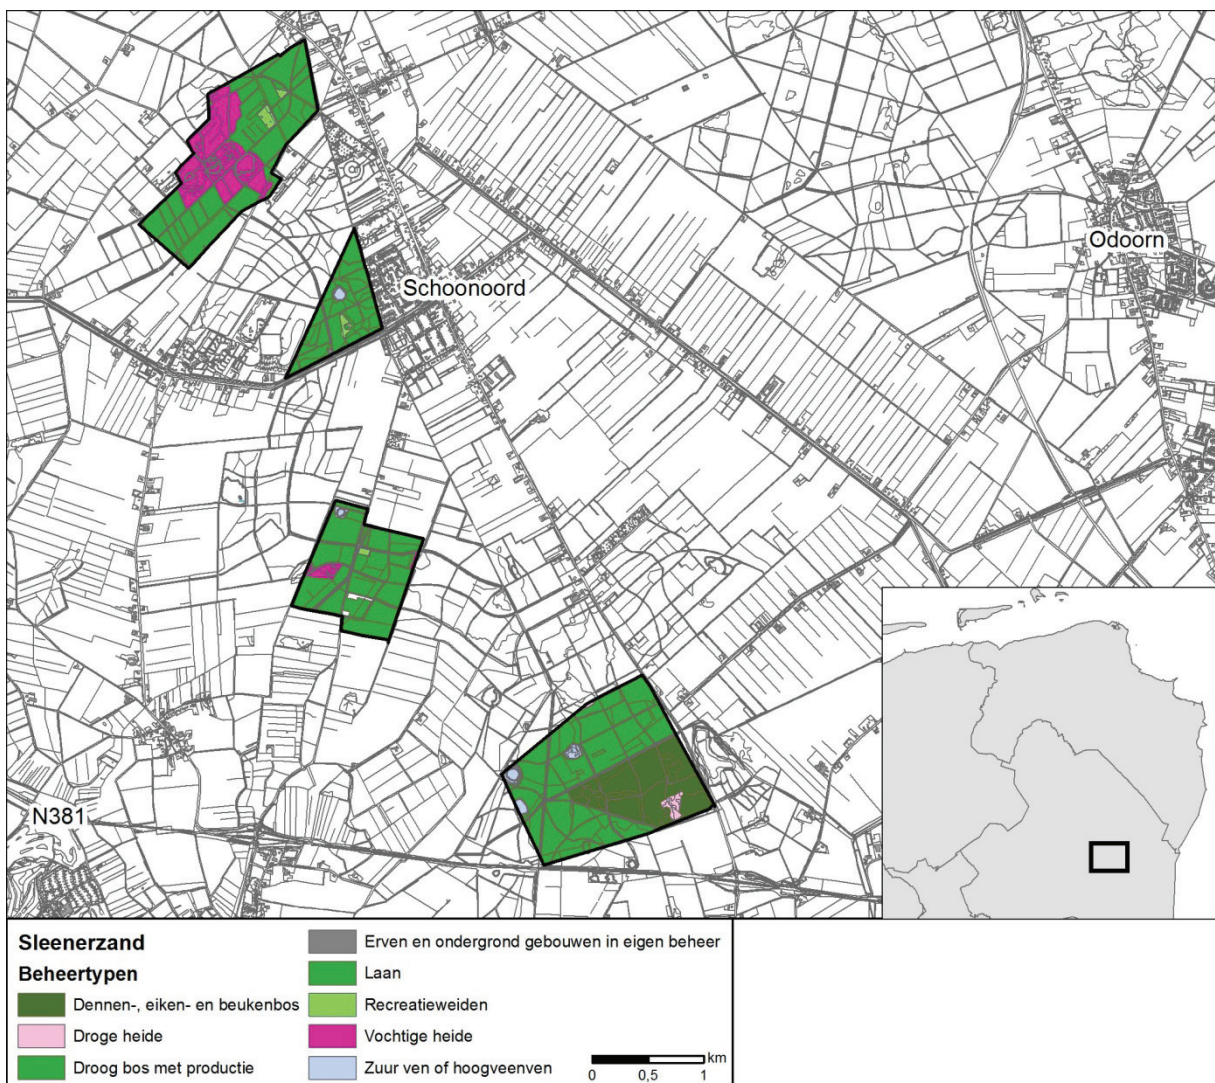 Odoorn
Schoonoord
N381
Sleenerzand
Beheertypen
Dennen-, eiken- en beukenbos
Droge heide
Droog bos met productie
Erven en ondergrond gebouwen in eigen beheer
Laan
Recreatieweiden
Vochtige heide
Zuur ven of hoogveenven
km
0 0,5 1